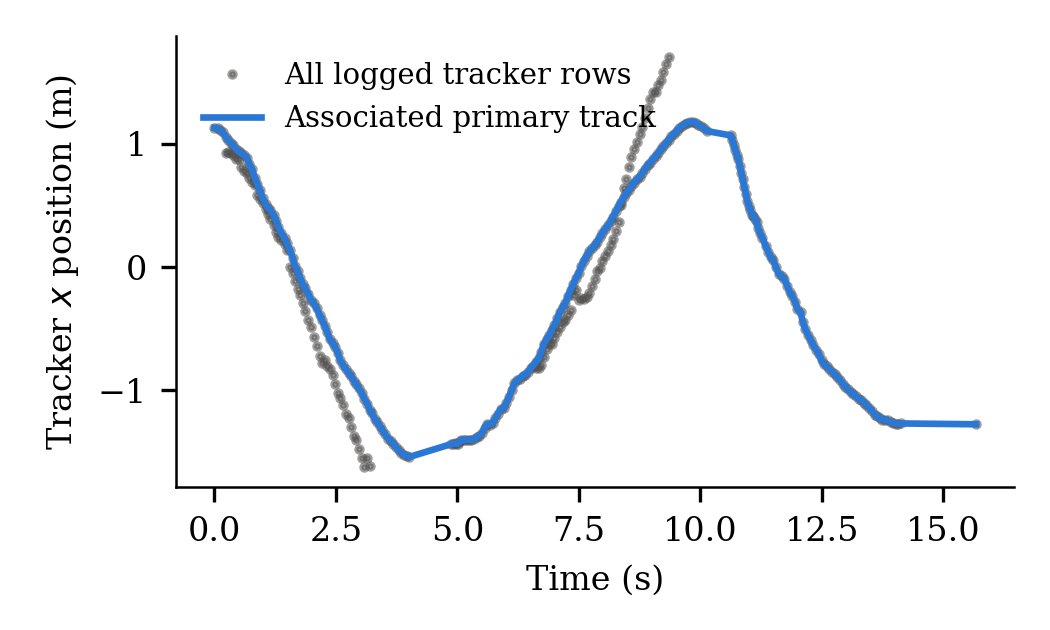 All logged tracker rows
Associated primary track
Tracker x position (m)
1
0
−1
0.0 2.5 5.0 7.5 10.0 12.5 15.0
Time (s)